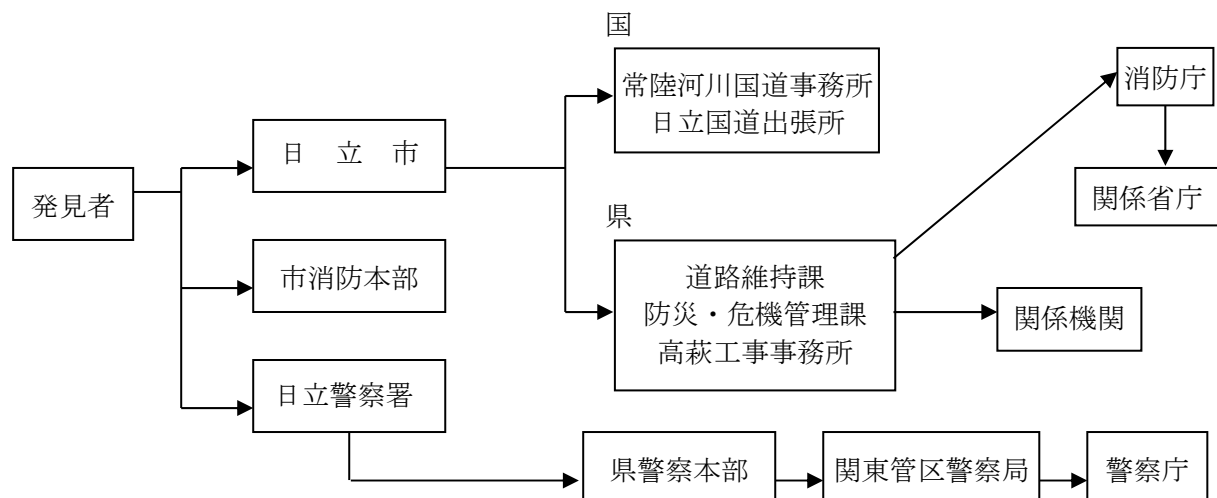 国
常陸河川国道事務所
日立国道出張所
消防庁
日　立　市
関係省庁
発見者
県
市消防本部
道路維持課
防災・危機管理課
高萩工事事務所
関係機関
日立警察署
県警察本部
関東管区警察局
警察庁